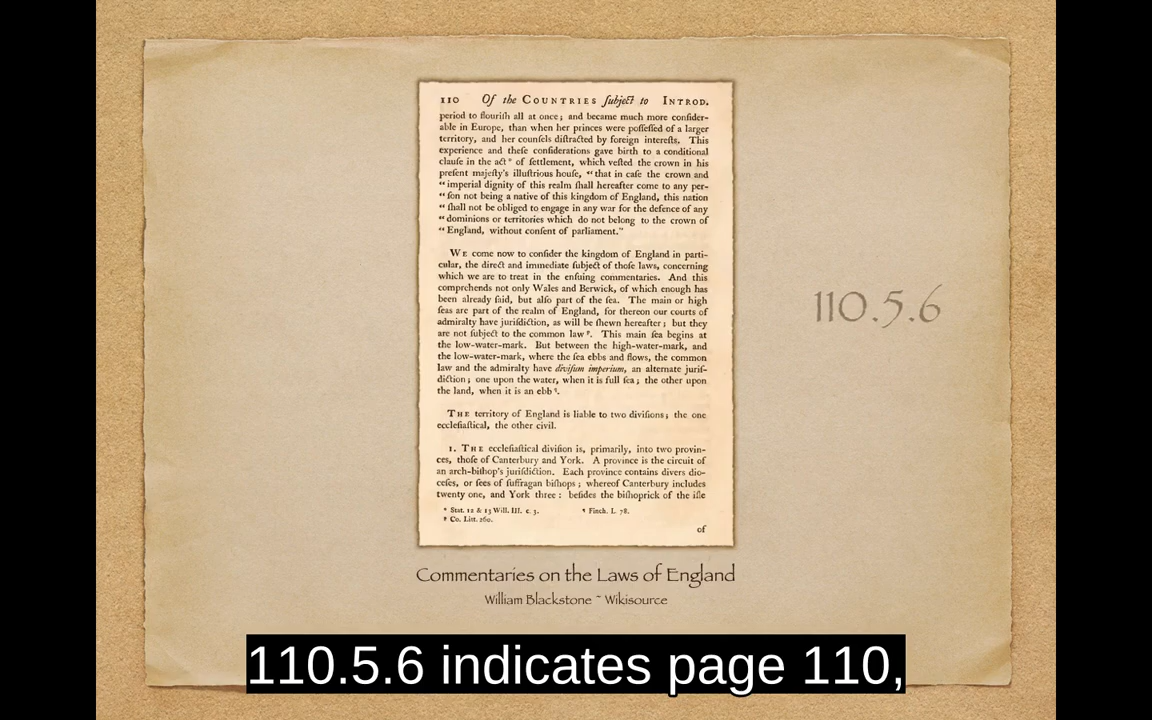 110 Of the COUNTRIES ſubject to INTROD.
period to flouriſh all at once; and became much more conſider-
able in Europe, than when her princes were poſſeſſed of a larger
territory, and her counſels diſtracted by foreign intereſts. This
experience and theſe conſiderations gave birth to a conditional
clauſe in the act º of ſettlement, which veſted the crown in his
preſent majeſty's illuſtrious houſe, “that in caſe the crown and
“ imperial dignity of this realm ſhall hereafter come to any per-
“ ſon not being a native of this kingdom of England, this nation
“ ſhall not be obliged to engage in any war for the defence of any
“ dominions or territories which do not belong to the crown of
“ England, without conſent of parliament.”
WE come now to conſider the kingdom of England in parti-
cular, the direct and immediate ſubject of thoſe laws, concerning
which we are to treat in the enſuing commentaries. And this
comprehends not only Wales and Berwick, of which enough has
been already ſaid, but alſo part of the ſea. The main or high
ſeas are part of the realm of England, for thereon our courts of
admiralty have juriſdiction, as will be ſhewn hereafter; but they
are not ſubject to the common law p. This main ſea begins at
the low-water-mark. But between the high-water-mark, and
the low-water-mark, where the ſea ebbs and flows, the common
law and the admiralty have diviſum imperium, an alternate juriſ-
diction; one upon the water, when it is full ſea; the other upon
the land, when it is an ebb q.
THE territory of England is liable to two diviſions; the one
eccleſiaſtical, the other civil.
1. THE eccleſiaſtical diviſion is, primarily, into two provin-
ces, thoſe of Canterbury and York. A province is the circuit of
an arch-biſhop's juriſdiction. Each province contains divers dio-
ceſes, or ſees of ſuffragan biſhops; whereof Canterbury includes
twenty one, and York three: beſides the biſhoprick of the iſle
º Stat. 12 & 13 Will. III. c. 3.
p Co. Litt. 260.
q Finch. L. 78.
of
110.5.6
Commentaries on the Laws of England
William Blackstone ~ Wikisource
110.5.6 indicates page 110,